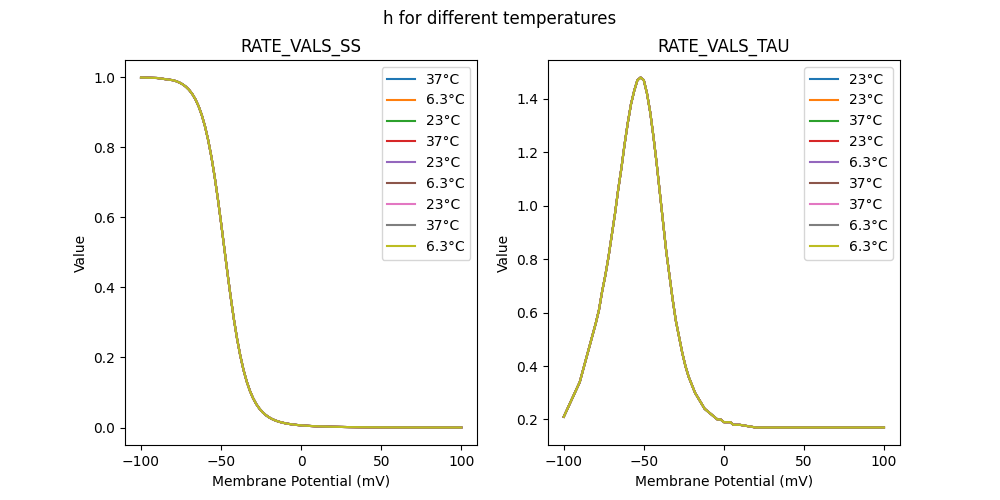 h for different temperatures
RATE_VALS_SS
1.0
0.8
0.6
0.4
0.2
0.0
Value
−100
−50
0
50
100
Membrane Potential (mV)
37°C
6.3°C
23°C
37°C
23°C
6.3°C
23°C
37°C
6.3°C
RATE_VALS_TAU
1.4
1.2
1.0
0.8
0.6
0.4
0.2
Value
−100
−50
0
50
100
Membrane Potential (mV)
23°C
23°C
37°C
23°C
6.3°C
37°C
37°C
6.3°C
6.3°C